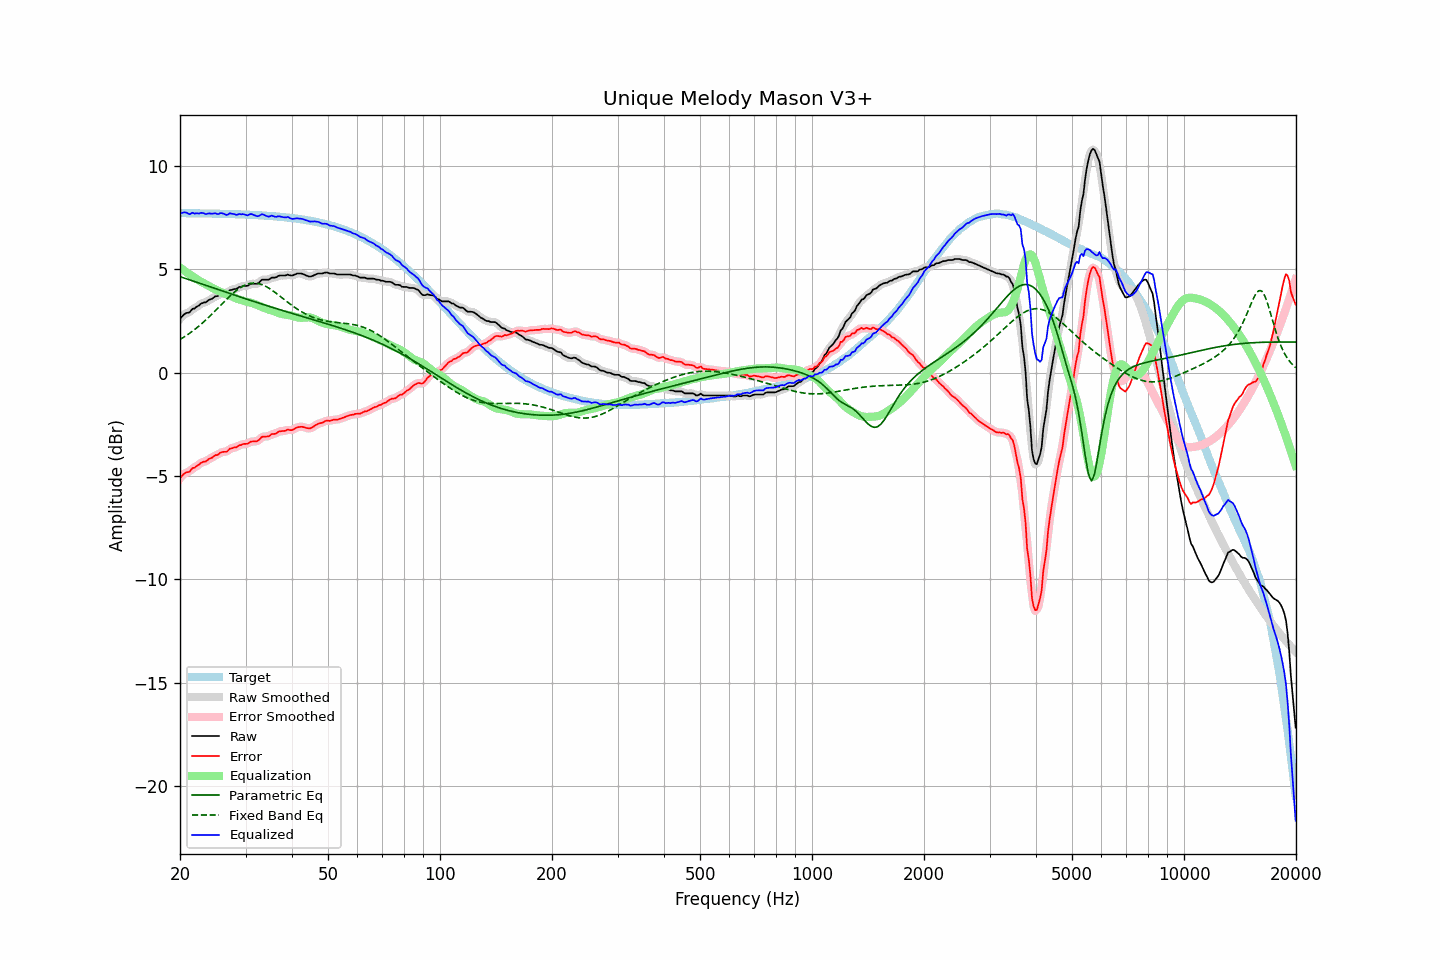 Unique Melody Mason V3+
10
5
0
−5
−10
−15
−20
Amplitude (dBr)
Target
Raw Smoothed
Error Smoothed
Raw
Error
Equalization
Parametric Eq
Fixed Band Eq
Equalized
20 50 100 200 500 1000 2000 5000 10000 20000
Frequency (Hz)